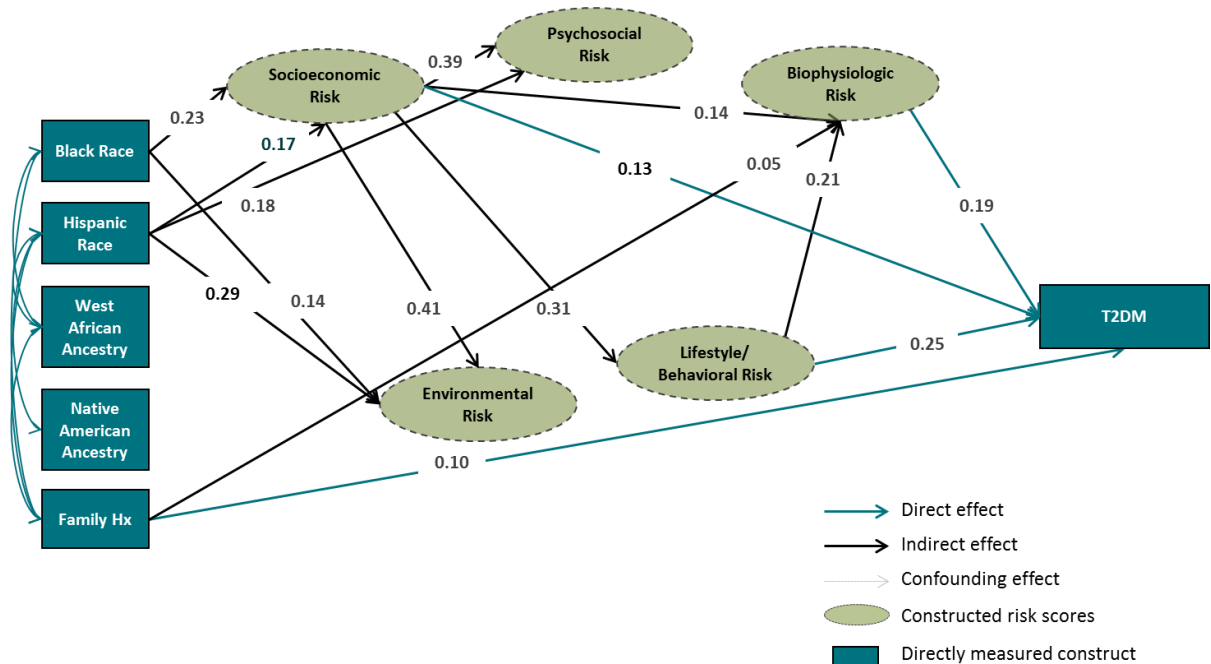 Psychosocial
Risk
Socioeconomic
Risk
Biophysiologic
Risk
0.39
0.23
0.14
Black Race
0.17
0.05
0.13
0.21
0.18
Hispanic
Race
0.19
0.29
0.14
0.41
0.31
West
African
Ancestry
T2DM
0.25
Lifestyle/
Behavioral Risk
Environmental
Risk
Native
American
Ancestry
0.10
Family Hx
Direct effect
Indirect effect
Confounding effect
Constructed risk scores
Directly measured construct